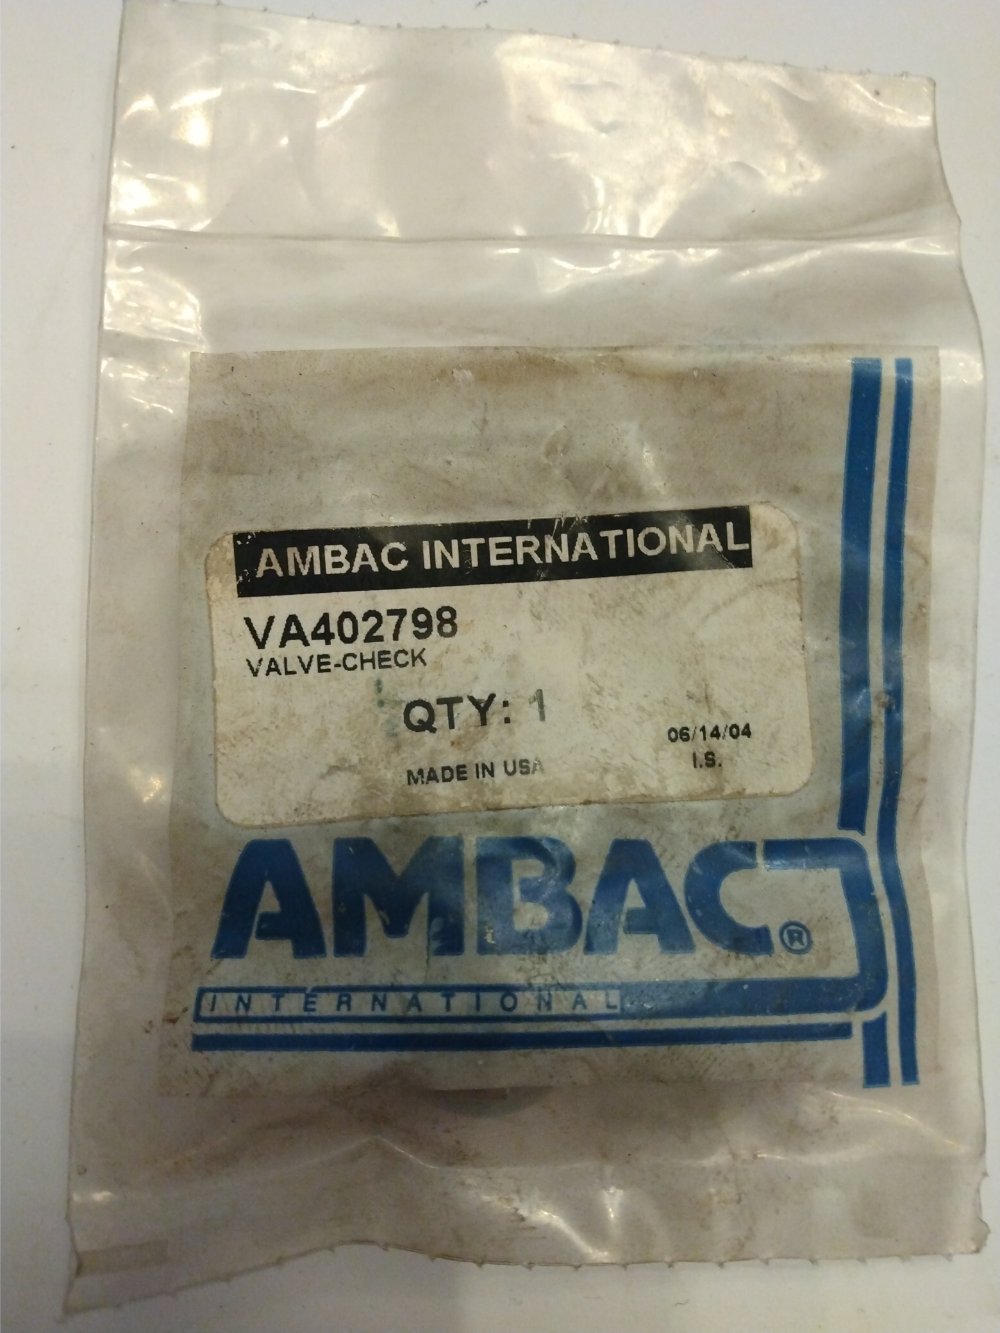 AMBAC INTERNATIONAL
VA402798
VALVE-CHECK
QTY: 1
06/14/04
MADE IN USA
I.S.
AMBAC®
INTERNATIONAL